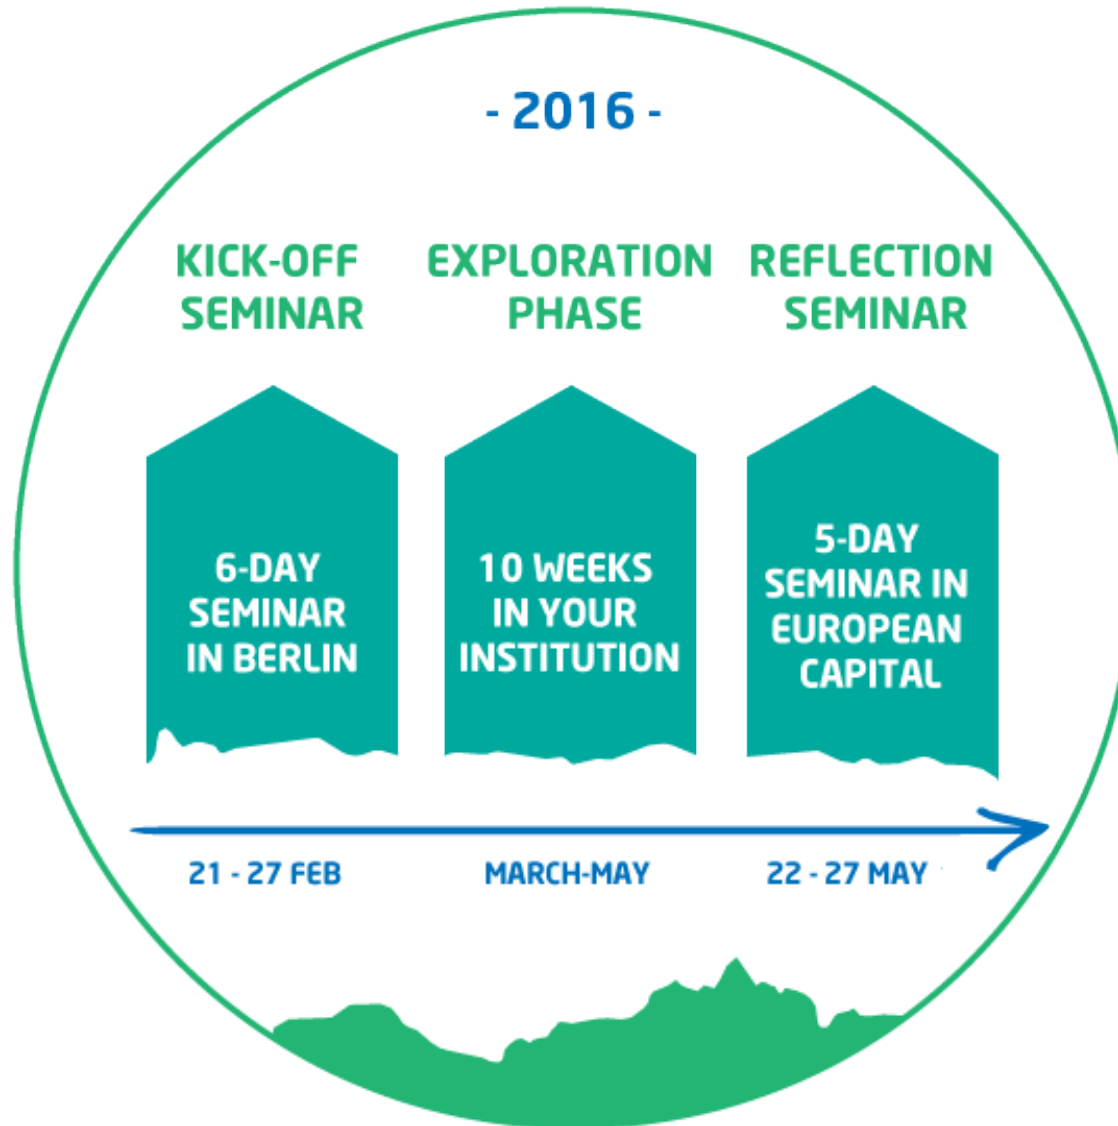 - 2016 -
KICK-OFF
SEMINAR
EXPLORATION
PHASE
REFLECTION
SEMINAR
6-DAY
SEMINAR
IN BERLIN
10 WEEKS
IN YOUR
INSTITUTION
5-DAY
SEMINAR IN
EUROPEAN
CAPITAL
21 - 27 FEB
MARCH-MAY
22 - 27 MAY